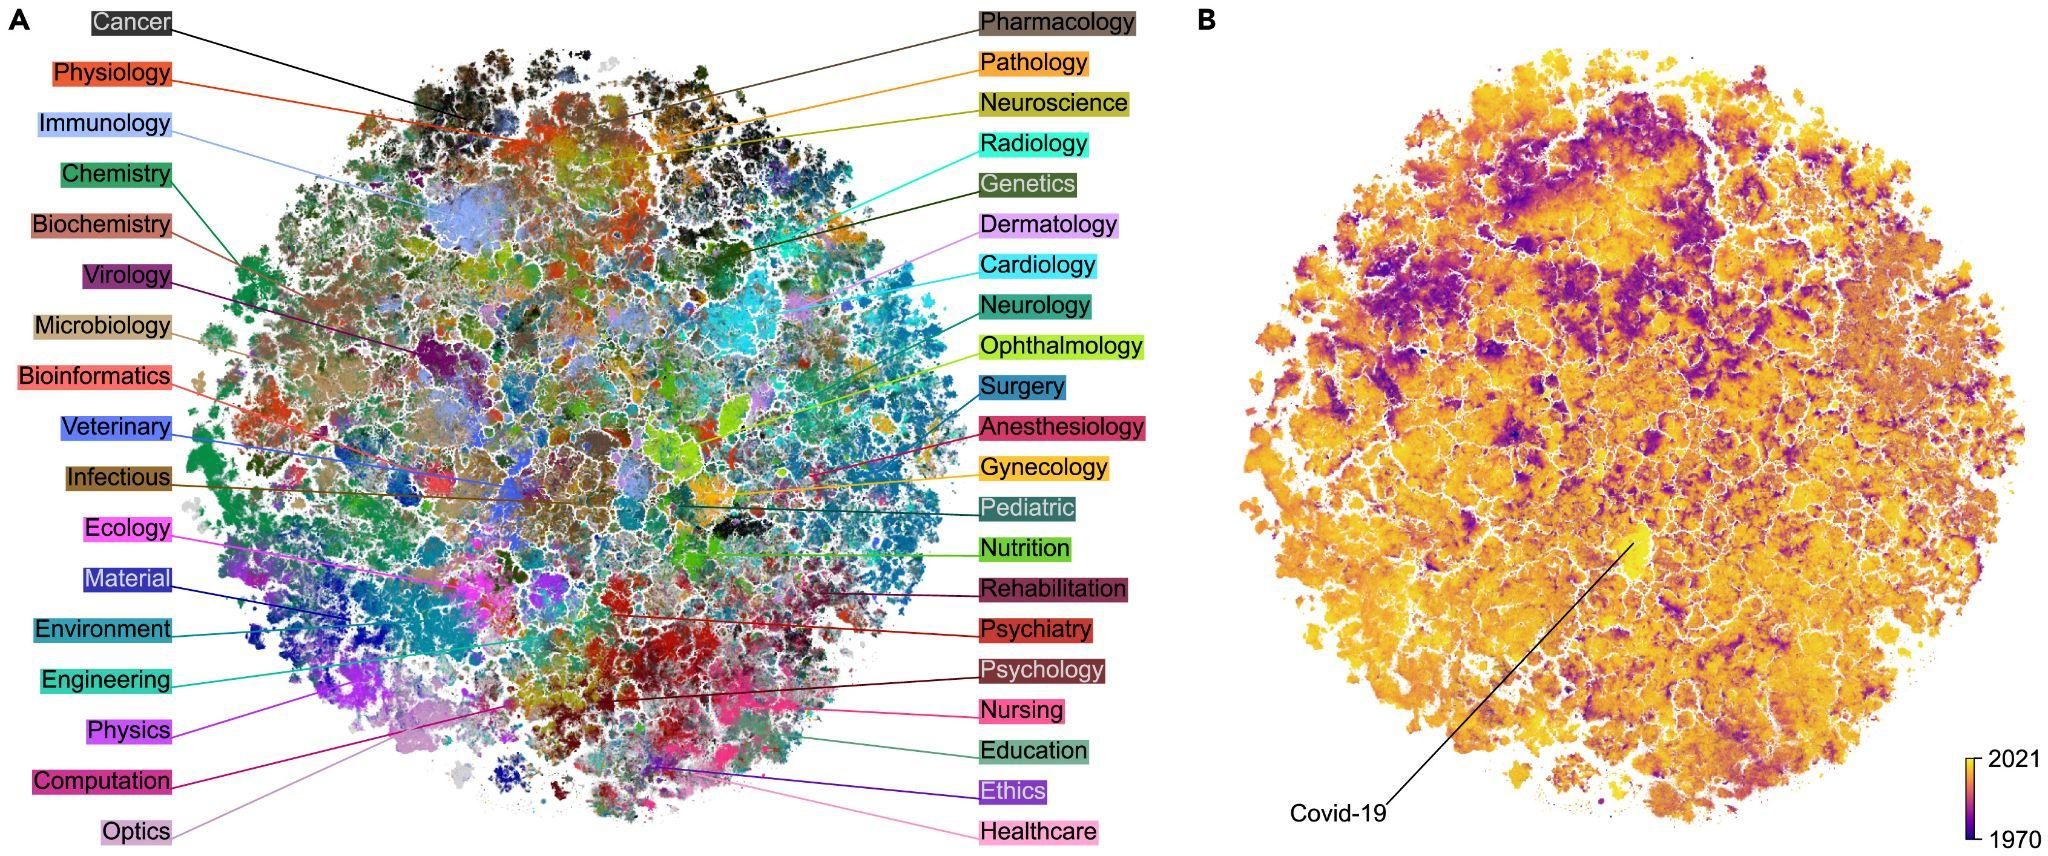 A
Cancer
Physiology
Immunology
Chemistry
Biochemistry
Virology
Microbiology
Bioinformatics
Veterinary
Infectious
Ecology
Material
Environment
Engineering
Physics
Computation
Optics
Pharmacology
Pathology
Neuroscience
Radiology
Genetics
Dermatology
Cardiology
Neurology
Ophthalmology
Surgery
Anesthesiology
Gynecology
Pediatric
Nutrition
Rehabilitation
Psychiatry
Psychology
Nursing
Education
Ethics
Healthcare
B
Covid-19
2021
1970